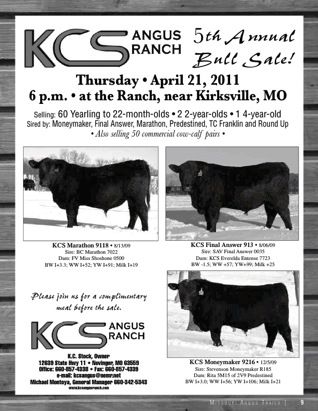 KCS ANGUS RANCH
5th Annual
Bull Sale!
Thursday • April 21, 2011
6 p.m. • at the Ranch, near Kirksville, MO
Selling: 60 Yearling to 22-month-olds • 2 2-year-olds • 1 4-year-old
Sired by: Moneymaker, Final Answer, Marathon, Predestined, TC Franklin and Round Up
• Also selling 50 commercial cow-calf pairs •
KCS Marathon 9118 • 8/13/09
Sire: BC Marathon 7022
Dam: FV Miss Shoshone 0500
BW I+3.3; WW I+52; YW I+91; Milk I+19
KCS Final Answer 913 • 8/06/09
Sire: SAV Final Answer 0035
Dam: KCS Everelda Entense 7723
BW -1.5; WW +57; YW+99; Milk +23
Please join us for a complimentary
meal before the sale.
KCS ANGUS RANCH
K.C. Stock, Owner
12639 State Hwy 11 • Novinger, MO 63559
Office: 660-857-4339 • Fax: 660-857-4339
e-mail: kcsangus@nemr.net
Michael Montoya, General Manager 660-342-5343
www.kcsangusranch.com
KCS Moneymaker 9216 • 12/5/09
Sire: Stevenson Moneymaker R185
Dam: Rita 5M15 of 2V9 Predestined
BW I+3.0; WW I+56; YW I+106; Milk I+21
9